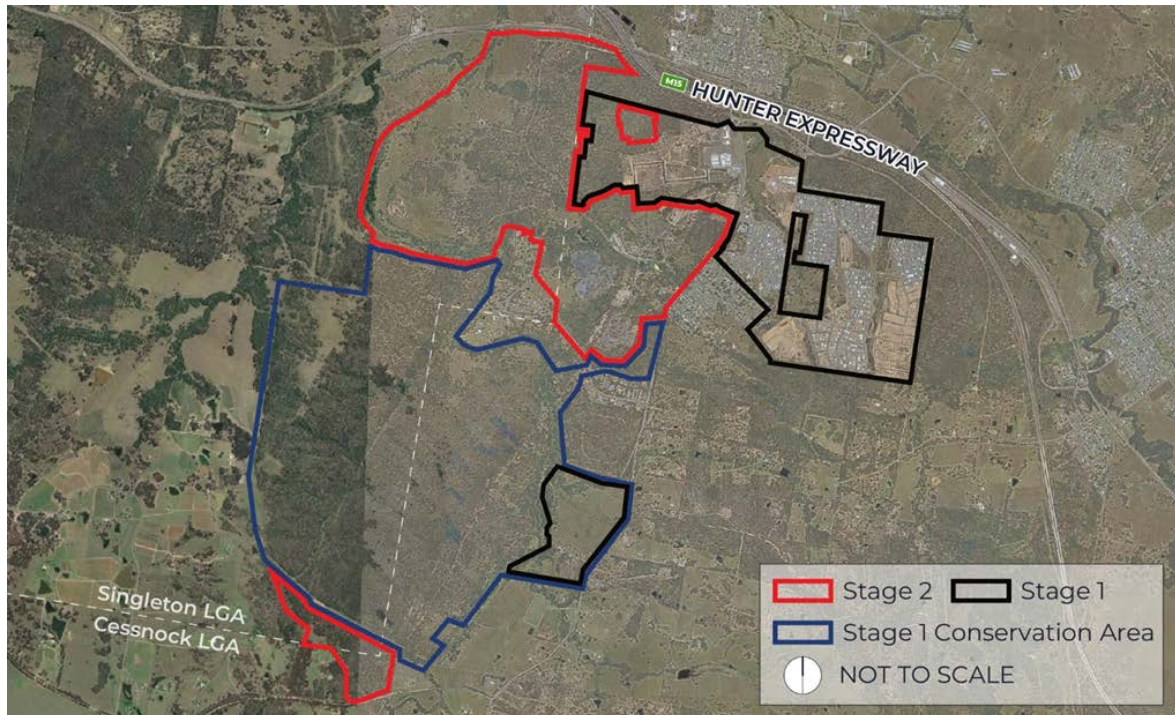 M15 HUNTER EXPRESSWAY
Singleton LGA
Cessnock LGA
Stage 2 Stage 1
Stage 1 Conservation Area
NOT TO SCALE